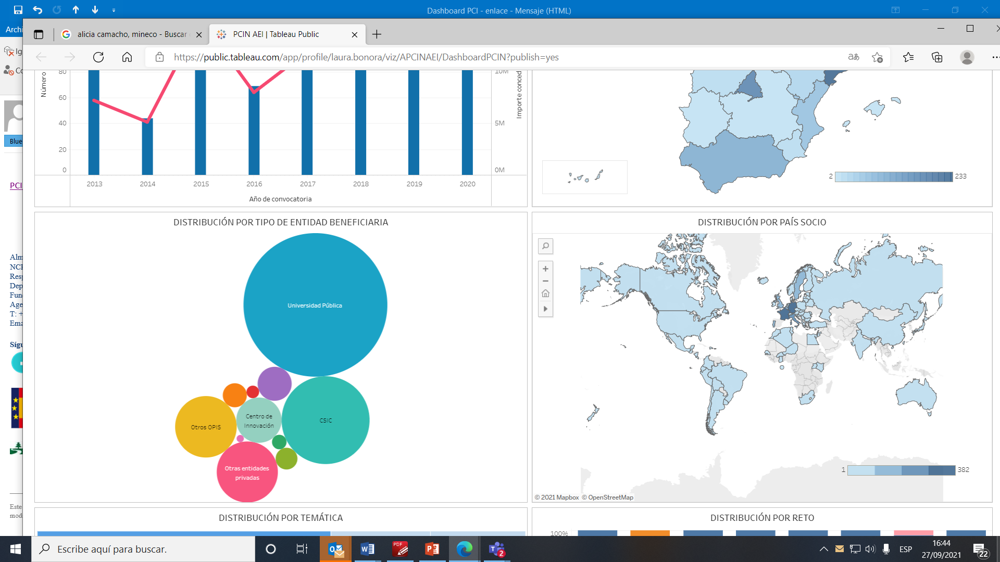 Dashboard PCI - enlace - Mensaje (HTML)
Archi
alicia camacho, mineco - Buscar
PCIN AEI | Tableau Public
https://public.tableau.com/app/profile/laura.bonora/viz/APCINAEI/DashboardPCIN?publish=yes
Ig
Co
Blue
PCI
Alm
NCP
Resp
Dep
Fun
Age
T: +
Ema
Sígu
Este
mod
Número
80
60
40
20
0
10M
5M
0M
Importe conced
2013
2014
2015
2016
2017
2018
2019
2020
Año de convocatoria
2
233
DISTRIBUCIÓN POR TIPO DE ENTIDAD BENEFICIARIA
Universidad Pública
Centro de
Innovación
CSIC
Otros OPIS
Otras entidades
privadas
DISTRIBUCIÓN POR PAÍS SOCIO
1
382
© 2021 Mapbox © OpenStreetMap
DISTRIBUCIÓN POR TEMÁTICA
DISTRIBUCIÓN POR RETO
100%
Escribe aquí para buscar.
PDF
2
ESP
16:44
27/09/2021
22